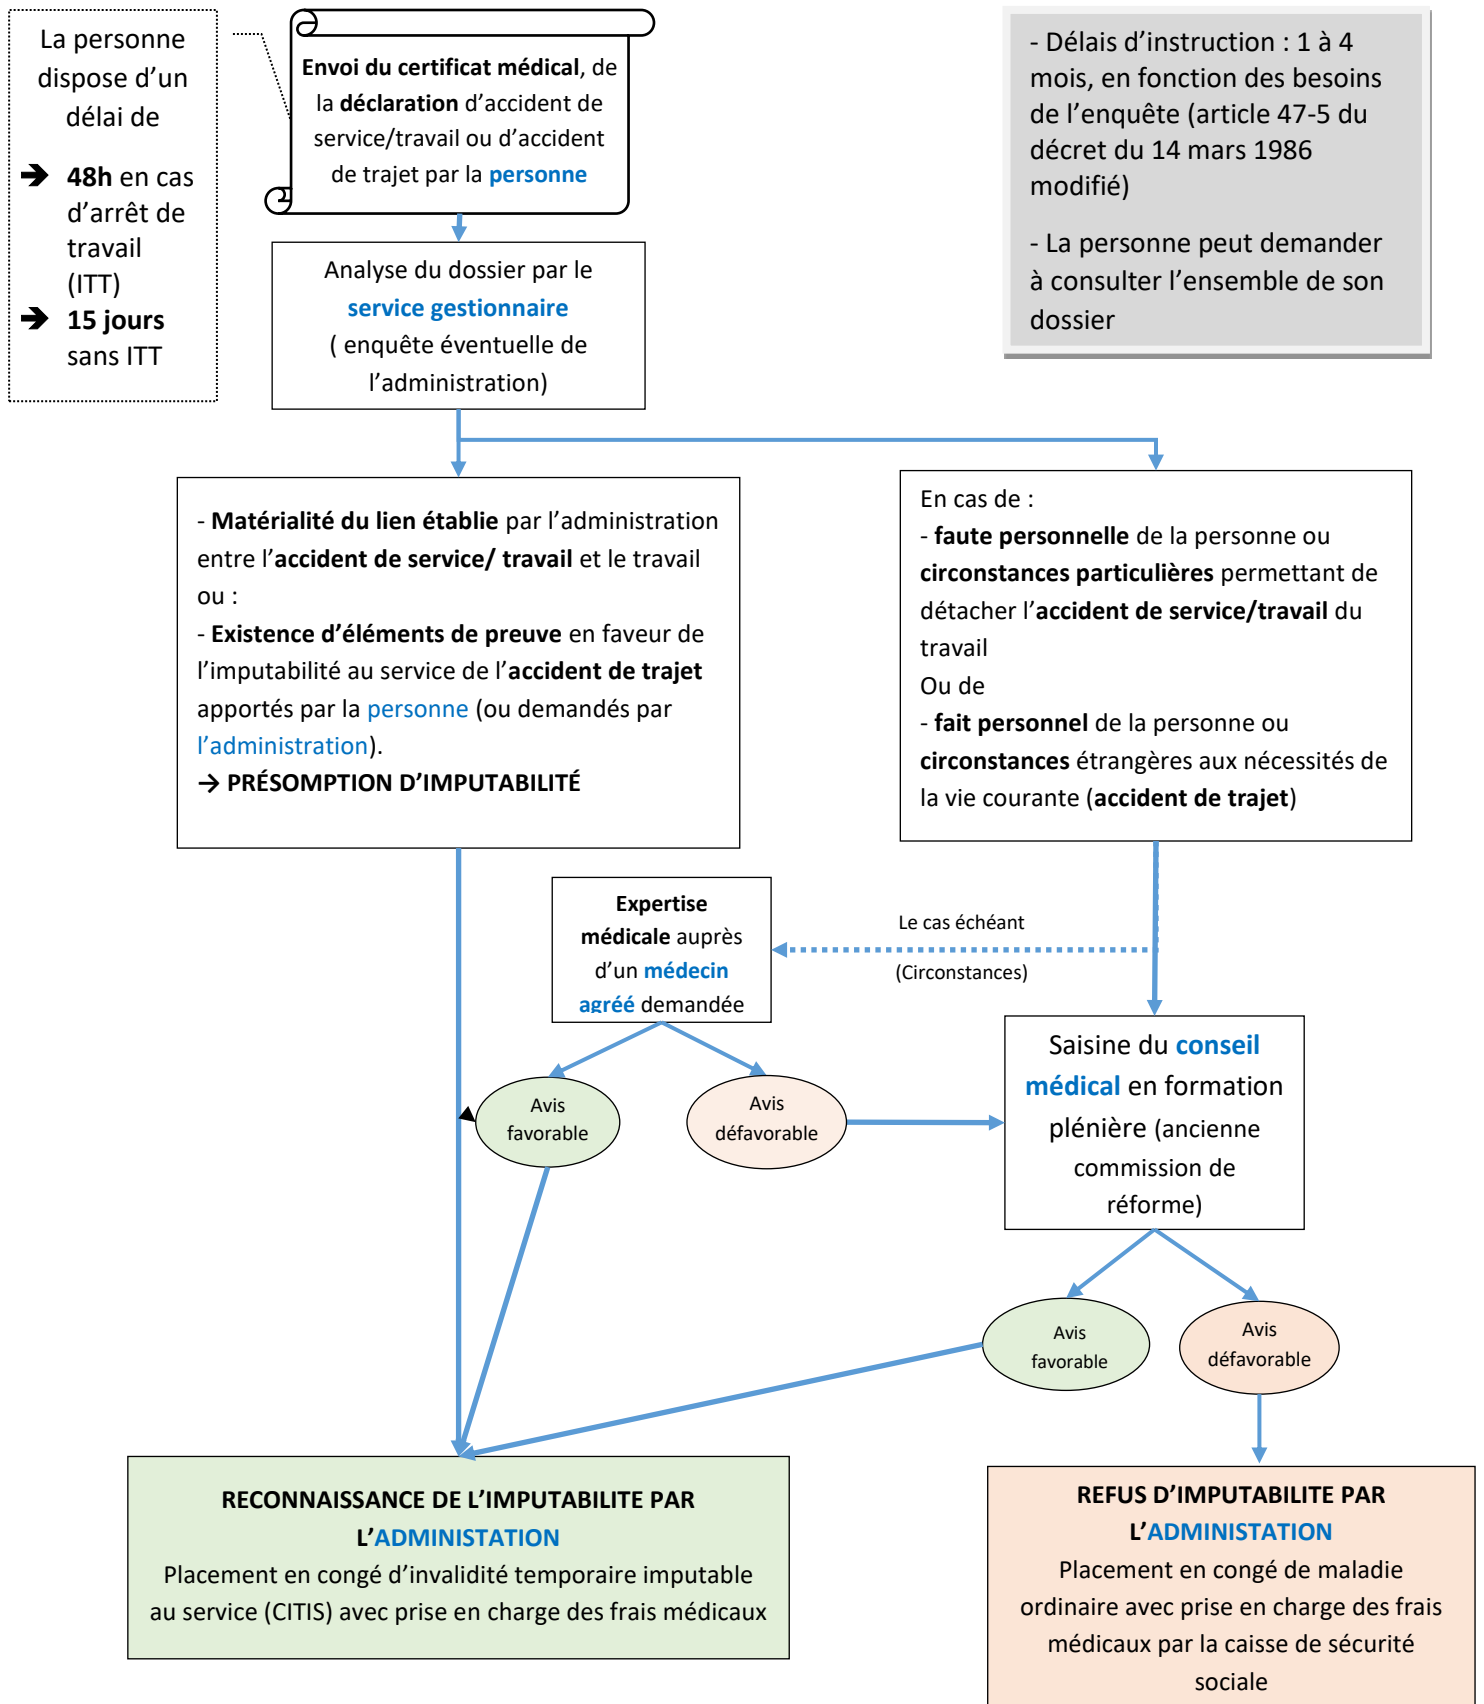 La personne
dispose d’un
délai de
➔ 48h en cas
d’arrêt de
travail
(ITT)
➔ 15 jours
sans ITT
Envoi du certificat médical, de
la déclaration d’accident de
service/travail ou d’accident
de trajet par la personne
- Délais d’instruction : 1 à 4
mois, en fonction des besoins
de l’enquête (article 47-5 du
décret du 14 mars 1986
modifié)
- La personne peut demander
à consulter l’ensemble de son
dossier
Analyse du dossier par le
service gestionnaire
( enquête éventuelle de
l’administration)
- Matérialité du lien établie par l’administration
entre l’accident de service/ travail et le travail
ou :
- Existence d’éléments de preuve en faveur de
l’imputabilité au service de l’accident de trajet
apportés par la personne (ou demandés par
l’administration).
→ PRÉSOMPTION D’IMPUTABILITÉ
En cas de :
- faute personnelle de la personne ou
circonstances particulières permettant de
détacher l’accident de service/travail du
travail
Ou de
- fait personnel de la personne ou
circonstances étrangères aux nécessités de
la vie courante (accident de trajet)
Expertise
médicale auprès
d’un médecin
agréé demandée
Le cas échéant
(Circonstances)
Avis
favorable
Avis
défavorable
Saisine du conseil
médical en formation
plénière (ancienne
commission de
réforme)
Avis
favorable
Avis
défavorable
RECONNAISSANCE DE L’IMPUTABILITE PAR
L’ADMINISTATION
Placement en congé d’invalidité temporaire imputable
au service (CITIS) avec prise en charge des frais médicaux
REFUS D’IMPUTABILITE PAR
L’ADMINISTATION
Placement en congé de maladie
ordinaire avec prise en charge des frais
médicaux par la caisse de sécurité
sociale